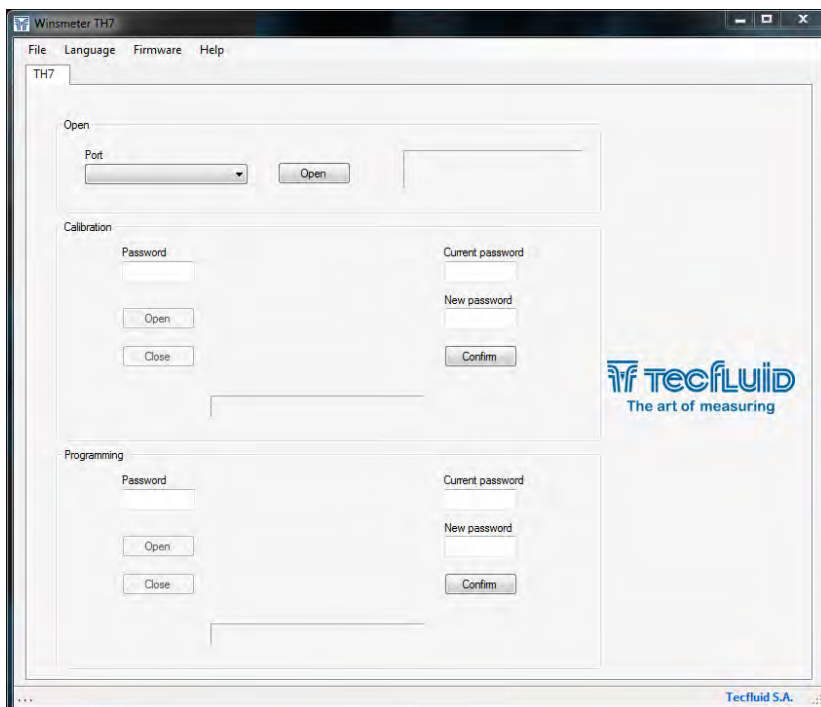 Winsmeter TH7
File Language Firmware Help
TH7
Open
Port
Open
Calibration
Password
Current password
New password
Open
Close
Confirm
TECFLUID
The art of measuring
Programming
Password
Current password
New password
Open
Close
Confirm
...
Tecfluid S.A.